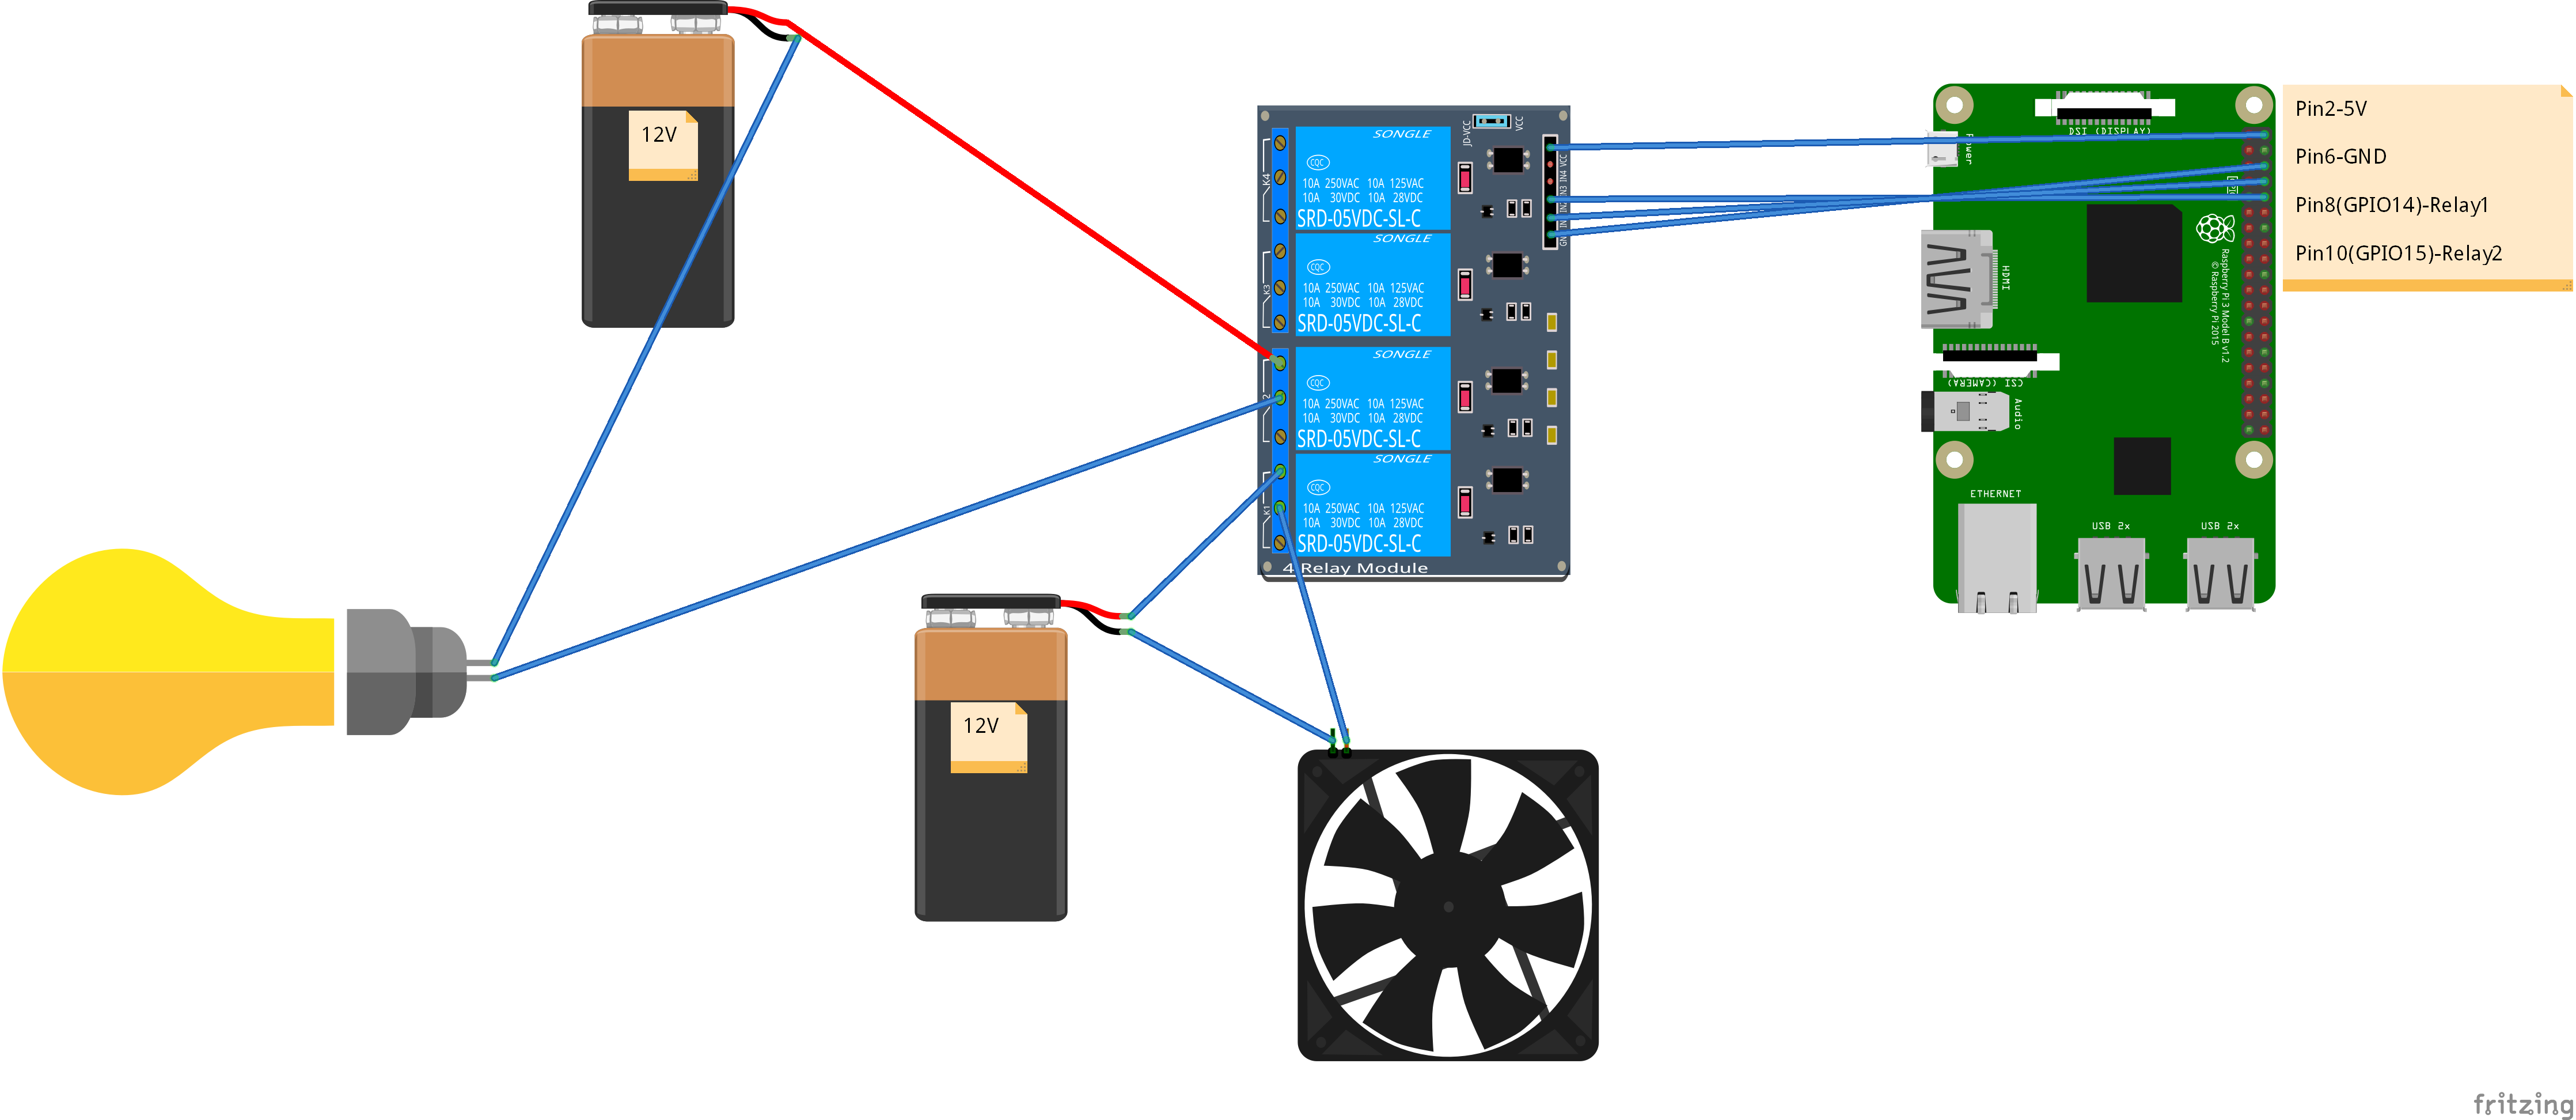 12V
JD-VCC
VCC
SONGLE
CQC
10A 250VAC 10A 125VAC
10A 30VDC 10A 28VDC
SRD-05VDC-SL-C
K4
SONGLE
CQC
10A 250VAC 10A 125VAC
10A 30VDC 10A 28VDC
SRD-05VDC-SL-C
K3
SONGLE
CQC
10A 250VAC 10A 125VAC
10A 30VDC 10A 28VDC
SRD-05VDC-SL-C
2
SONGLE
CQC
10A 250VAC 10A 125VAC
10A 30VDC 10A 28VDC
SRD-05VDC-SL-C
K1
4 Relay Module
VCC
IN4
IN3
IN2
GN
DSI (DISPLAY)
Power
HDMI
Raspberry Pi 3 Model B v1.2
© Raspberry Pi 2015
CSI (CAMERA)
Audio
ETHERNET
USB 2x
USB 2x
Pin2-5V
Pin6-GND
Pin8(GPIO14)-Relay1
Pin10(GPIO15)-Relay2
12V
fritzing